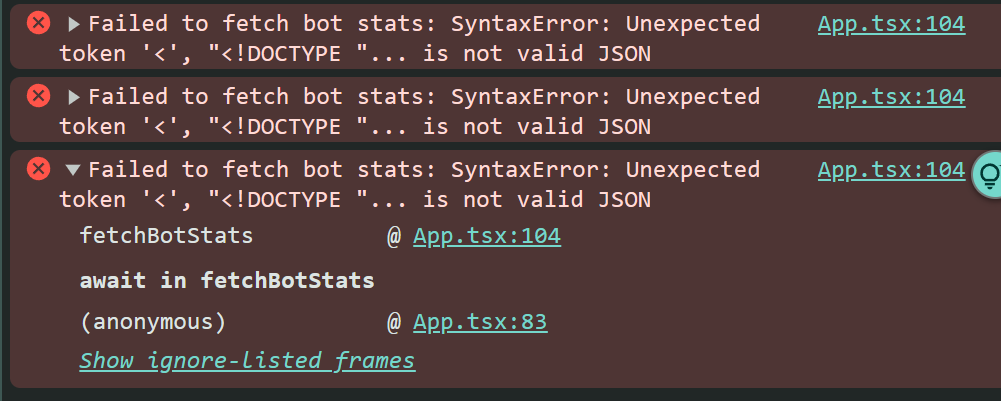 Failed to fetch bot stats: SyntaxError: Unexpected App.tsx:104
token '<', "<!DOCTYPE "... is not valid JSON
Failed to fetch bot stats: SyntaxError: Unexpected App.tsx:104
token '<', "<!DOCTYPE "... is not valid JSON
Failed to fetch bot stats: SyntaxError: Unexpected App.tsx:104
token '<', "<!DOCTYPE "... is not valid JSON
fetchBotStats @ App.tsx:104
await in fetchBotStats
(anonymous) @ App.tsx:83
Show ignore-listed frames